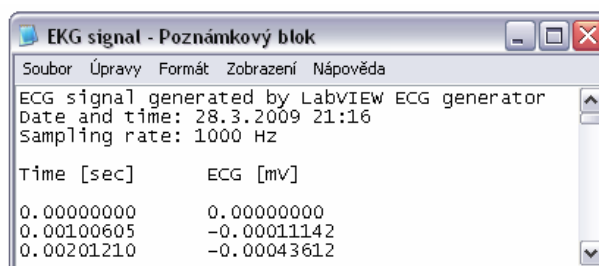 EKG signal - Poznámkový blok
Soubor Úpravy Formát Zobrazení Nápověda
ECG signal generated by LabVIEW ECG generator
Date and time: 28.3.2009 21:16
Sampling rate: 1000 Hz
Time [sec] ECG [mV]
0.00000000 0.00000000
0.00100605 -0.00011142
0.00201210 -0.00043612